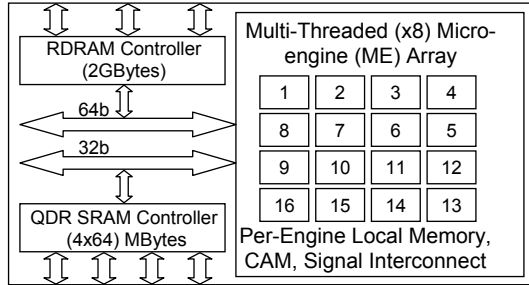 RDRAM Controller
(2GBytes)
64b
32b
QDR SRAM Controller
(4x64) MBytes
Multi-Threaded (x8) Micro-
engine (ME) Array
1 2 3 4
8 7 6 5
9 10 11 12
16 15 14 13
Per-Engine Local Memory,
CAM, Signal Interconnect